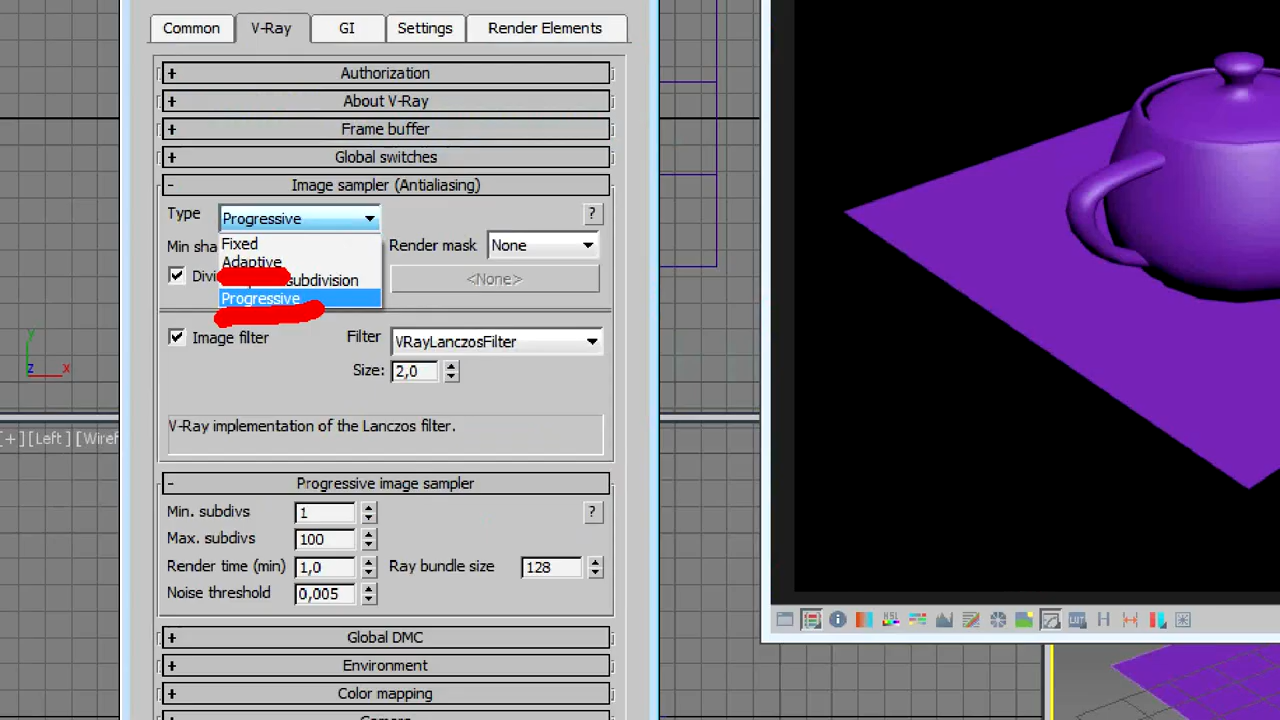 Common V-Ray GI Settings Render Elements
+ Authorization
+ About V-Ray
+ Frame buffer
+ Global switches
- Image sampler (Antialiasing)
Type Progressive ?
Fixed
Min sha Render mask None
Adaptive
Divi subdivision <None>
Progressive
Image filter Filter VRayLanczosFilter
Size: 2,0
V-Ray implementation of the Lanczos filter.
- Progressive image sampler
Min. subdivs 1 ?
Max. subdivs 100
Render time (min) 1,0 Ray bundle size 128
Noise threshold 0,005
+ Global DMC
+ Environment
+ Color mapping
y
z x
[+] [Left] [Wiref
HSL
LUT
H